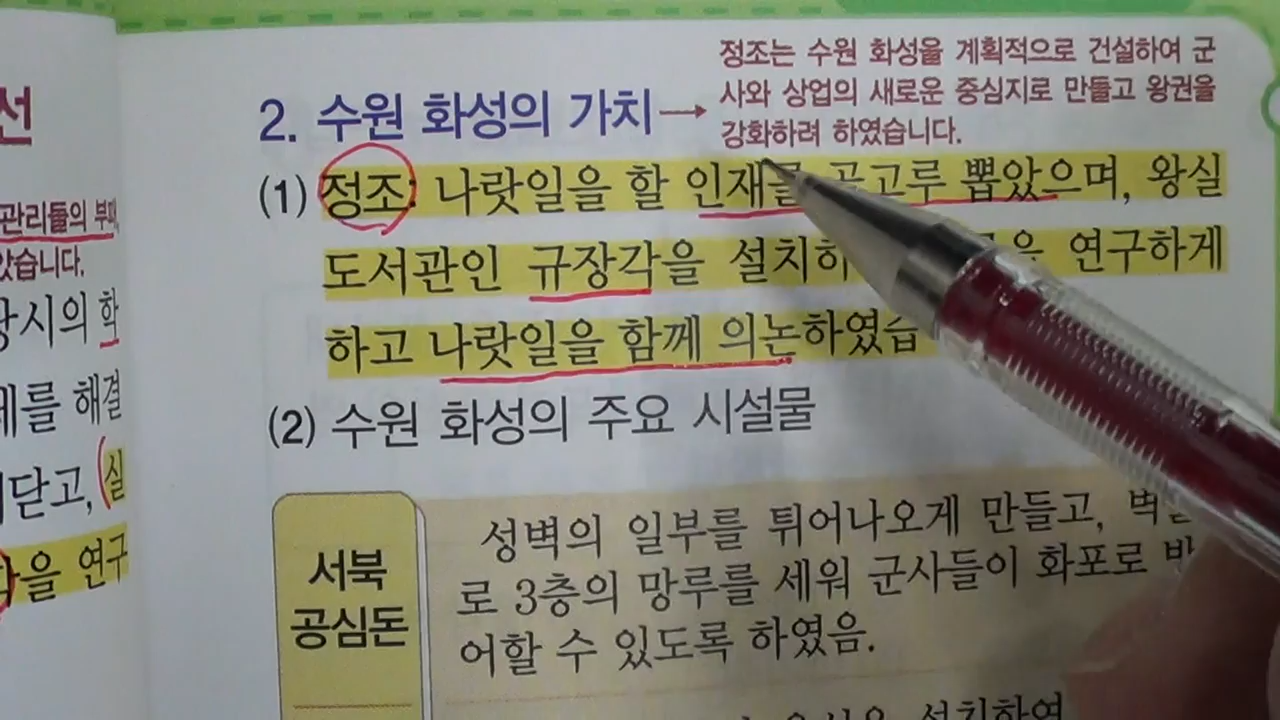 선
관리들의
았습니다.
당시의 학
제를 해결
닫고, (실
을 연구
2. 수원 화성의 가치 → 정조는 수원 화성을 계획적으로 건설하여 군
사와 상업의 새로운 중심지로 만들고 왕권을
강화하려 하였습니다.
(1) 정조: 나랏일을 할 인재를 골고루 뽑았으며, 왕실
도서관인 규장각을 설치하 연구하게
하고 나랏일을 함께 의논하였습
(2) 수원 화성의 주요 시설물
서북
공심돈
성벽의 일부를 튀어나오게 만들고,
로 3층의 망루를 세워 군사들이 화포로
어할 수 있도록 하였음.
설치하여